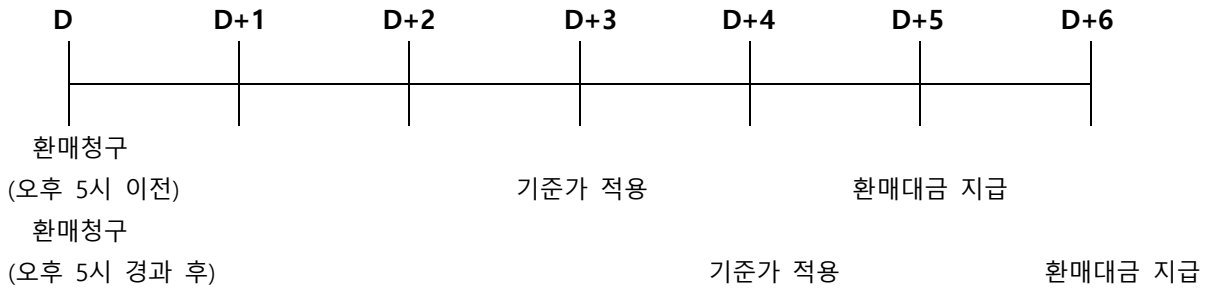 D D+1 D+2 D+3 D+4 D+5 D+6
환매청구
(오후 5시 이전) 기준가 적용 환매대금 지급
환매청구
(오후 5시 경과 후) 기준가 적용 환매대금 지급